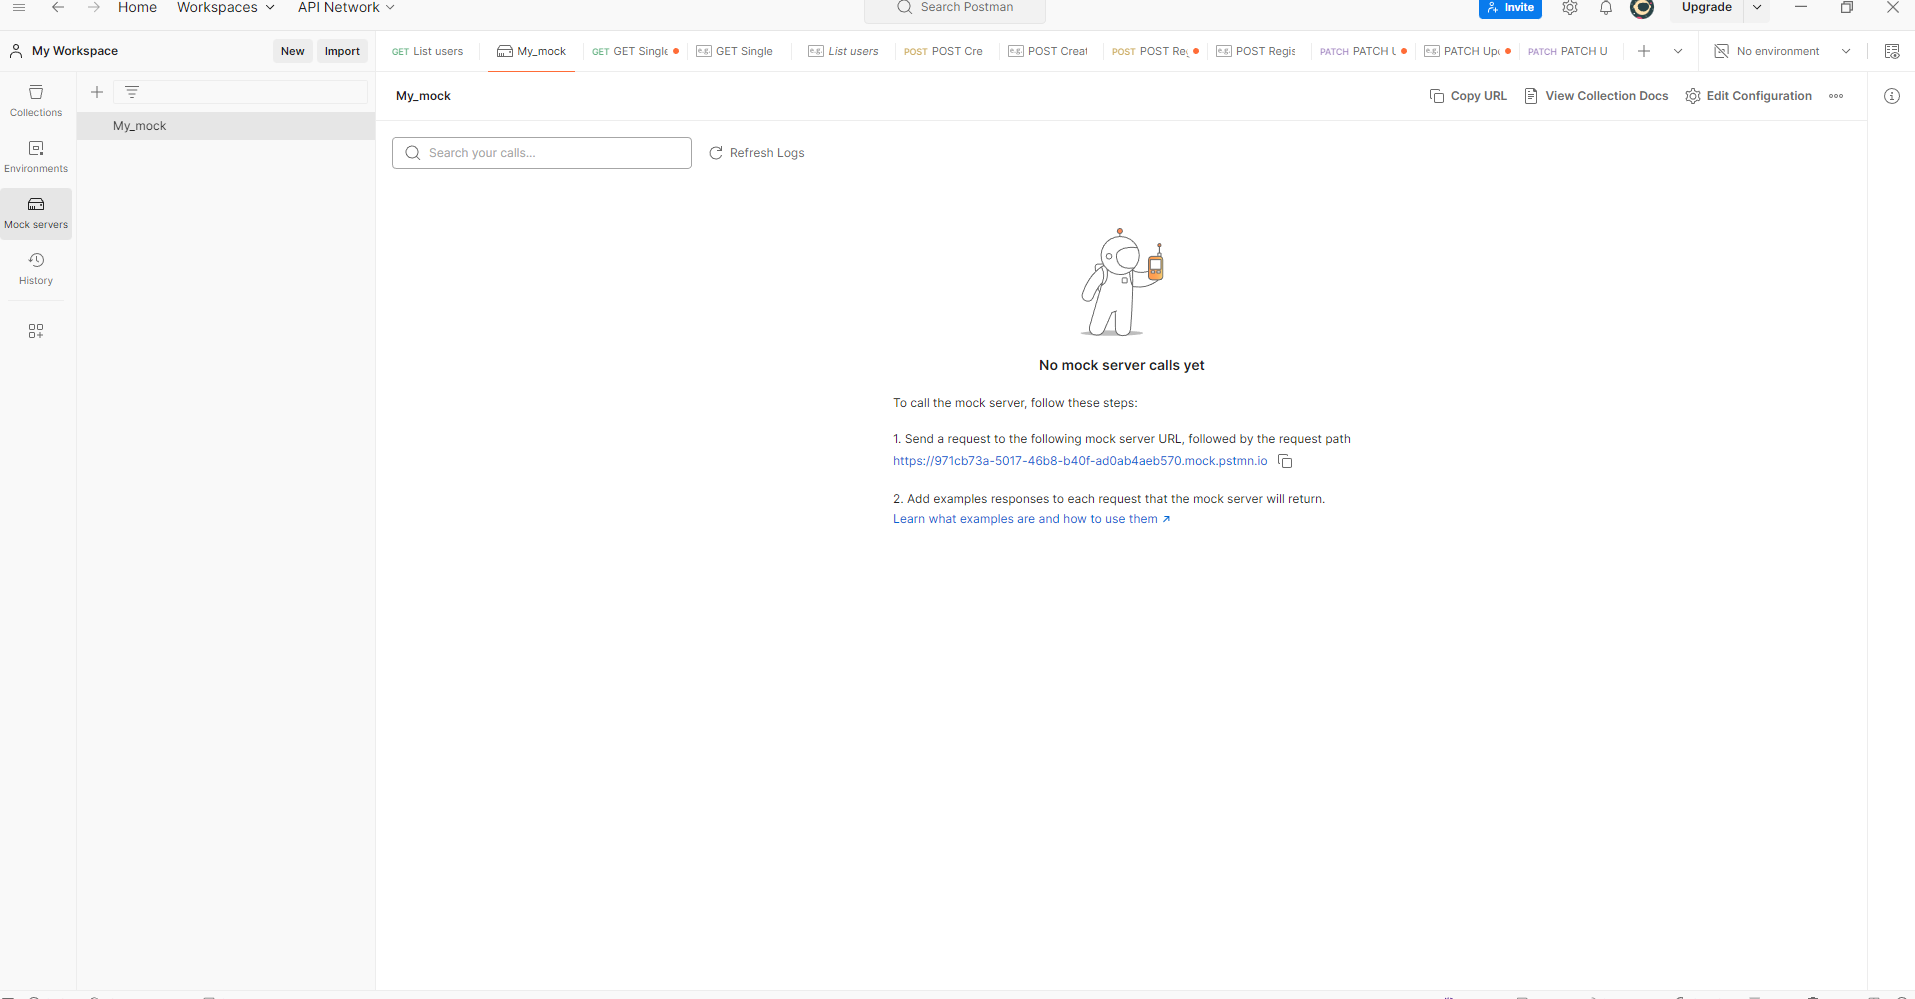 Home Workspaces API Network Search Postman Invite Upgrade
My Workspace New Import GET List users My_mock GET GET Single e.g. GET Single e.g. List users POST POST Cre e.g. POST Creat POST POST Reg e.g. POST Regis PATCH PATCH U e.g. PATCH Upd PATCH PATCH U No environment
Collections
Environments
Mock servers
History
My_mock
My_mock Copy URL View Collection Docs Edit Configuration
Search your calls... Refresh Logs
No mock server calls yet
To call the mock server, follow these steps:
1. Send a request to the following mock server URL, followed by the request path
https://971cb73a-5017-46b8-b40f-ad0ab4aeb570.mock.pstmn.io
2. Add examples responses to each request that the mock server will return.
Learn what examples are and how to use them